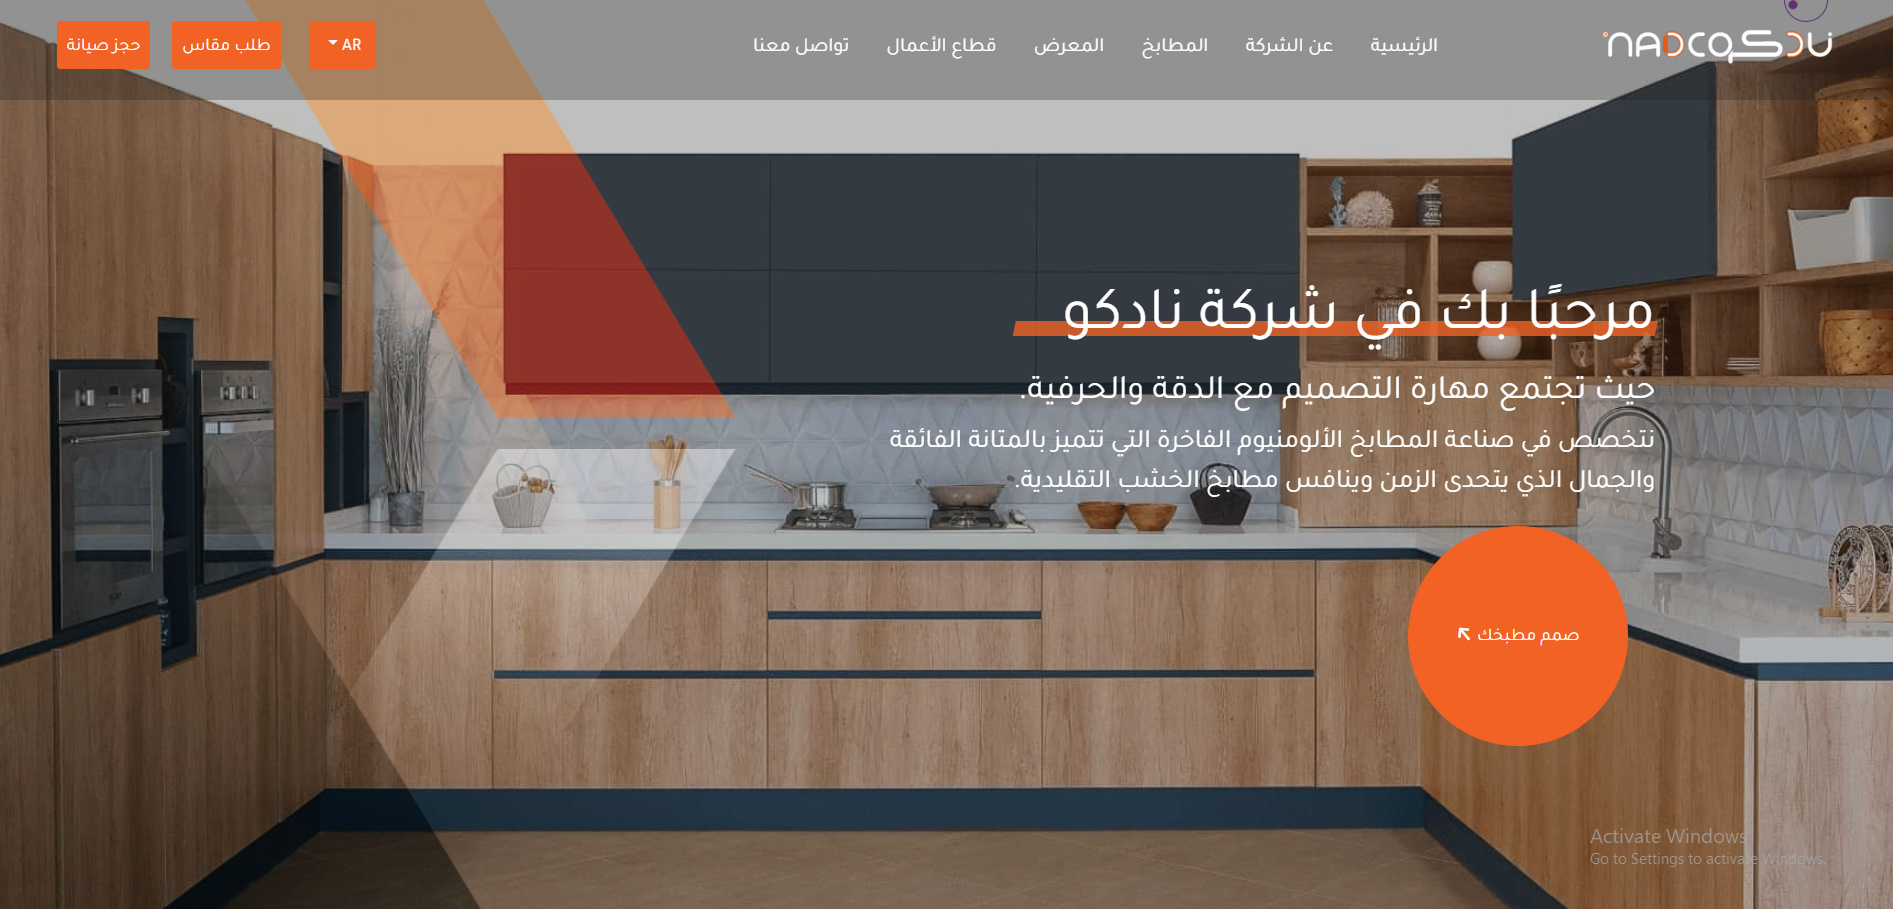 NADCO ندكو
الرئيسية
عن الشركة
المطابخ
المعرض
قطاع الأعمال
تواصل معنا
AR
طلب مقاس
حجز صيانة
مرحبًا بك في شركة نادكو
حيث تجتمع مهارة التصميم مع الدقة والحرفية.
نتخصص في صناعة المطابخ الألومنيوم الفاخرة التي تتميز بالمتانة الفائقة
والجمال الذي يتحدى الزمن وينافس مطابخ الخشب التقليدية.
صمم مطبخك
Activate Windows
Go to Settings to activate Windows.